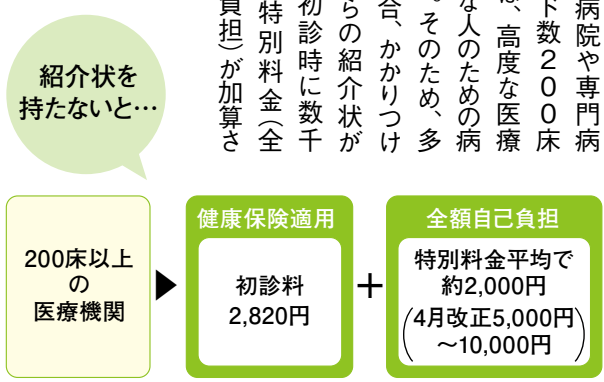 病院や専門病
ド数200床
は、高度な医療
な人のための病
。そのため、多
合、かかりつけ
らの紹介状が
初診時に数千
特別料金(全
負担)が加算さ
紹介状を
持たないと…
200床以上
の
医療機関
▶
健康保険適用
初診料
2,820円
+
全額自己負担
特別料金平均で
約2,000円
(4月改正5,000円
〜10,000円)